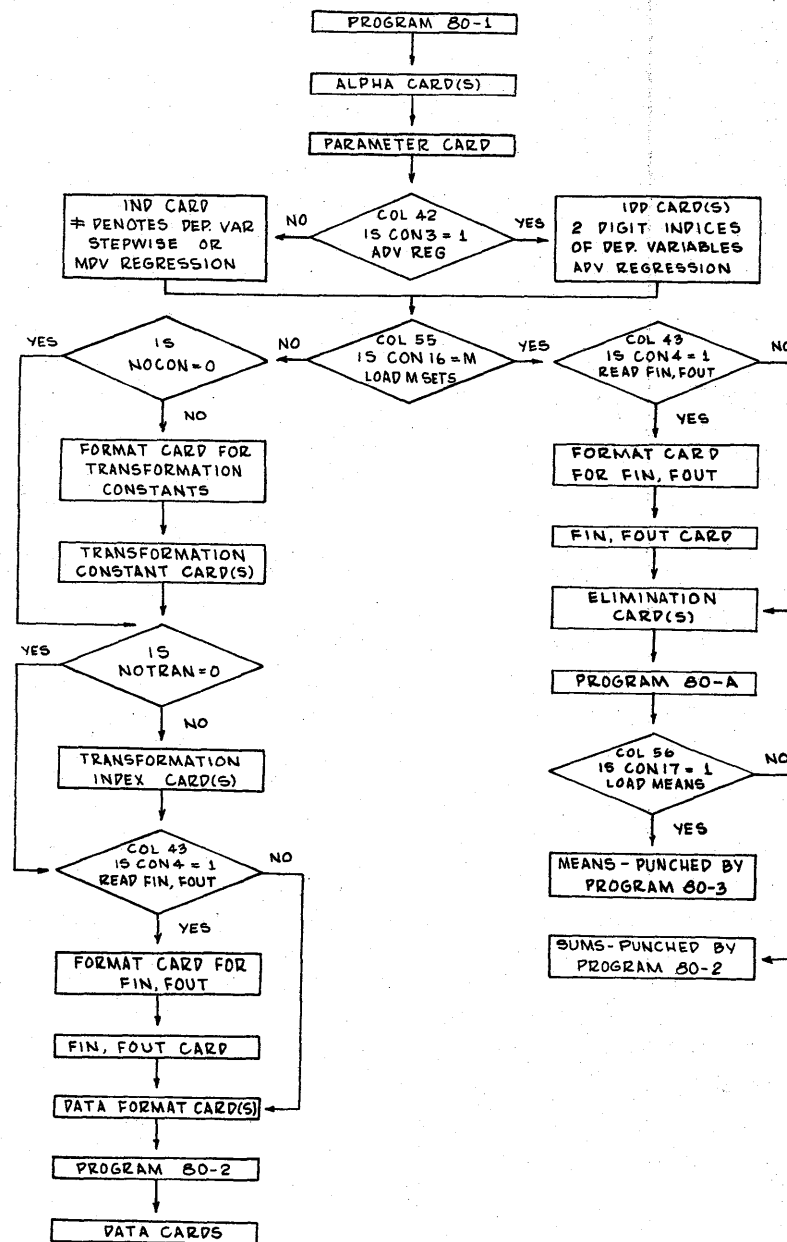 PROGRAM 80-1
ALPHA CARD(S)
PARAMETER CARD
IND CARD
≠ DENOTES DEP. VAR
STEPWISE OR
MDV REGRESSION
NO
COL 42
IS CON3 = 1
ADV REG
YES
IDP CARD(S)
2 DIGIT INDICES
OF DEP. VARIABLES
ADV REGRESSION
YES
IS
NOCON=0
NO
COL 55
IS CON 16 = M
LOAD M SETS
YES
COL 43
IS CON4 = 1
READ FIN, FOUT
NO
NO
FORMAT CARD FOR
TRANSFORMATION
CONSTANTS
TRANSFORMATION
CONSTANT CARD(S)
YES
FORMAT CARD
FOR FIN, FOUT
FIN, FOUT CARD
ELIMINATION
CARD(S)
YES
IS
NOTRAN=0
NO
TRANSFORMATION
INDEX CARD(S)
PROGRAM 80-A
COL 56
IS CON17 = 1
LOAD MEANS
NO
YES
MEANS-PUNCHED BY
PROGRAM 80-3
SUMS-PUNCHED BY
PROGRAM 80-2
COL 43
IS CON4 = 1
READ FIN, FOUT
NO
YES
FORMAT CARD FOR
FIN, FOUT
FIN, FOUT CARD
DATA FORMAT CARD(S)
PROGRAM 80-2
DATA CARDS